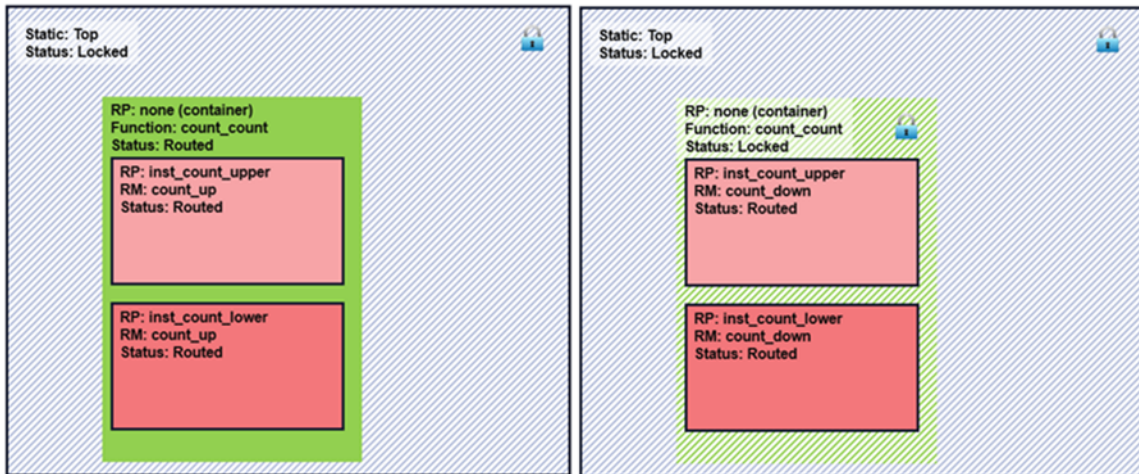 Static: Top
Status: Locked
RP: none (container)
Function: count_count
Status: Routed
RP: inst_count_upper
RM: count_up
Status: Routed
RP: inst_count_lower
RM: count_up
Status: Routed
Static: Top
Status: Locked
RP: none (container)
Function: count_count
Status: Locked
RP: inst_count_upper
RM: count_down
Status: Routed
RP: inst_count_lower
RM: count_down
Status: Routed